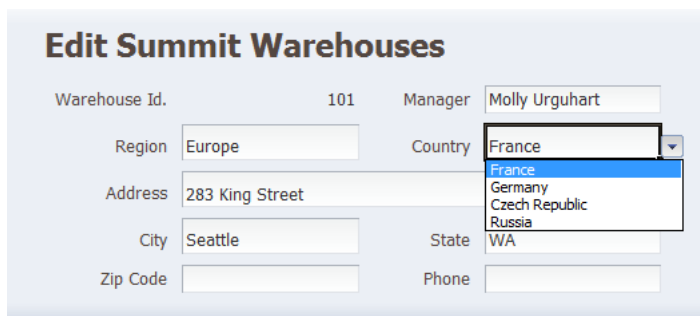 Edit Summit Warehouses
Warehouse Id. 101 Manager Molly Urguhart
Region Europe Country France
France
Germany
Czech Republic
Russia
Address 283 King Street
City Seattle State WA
Zip Code Phone